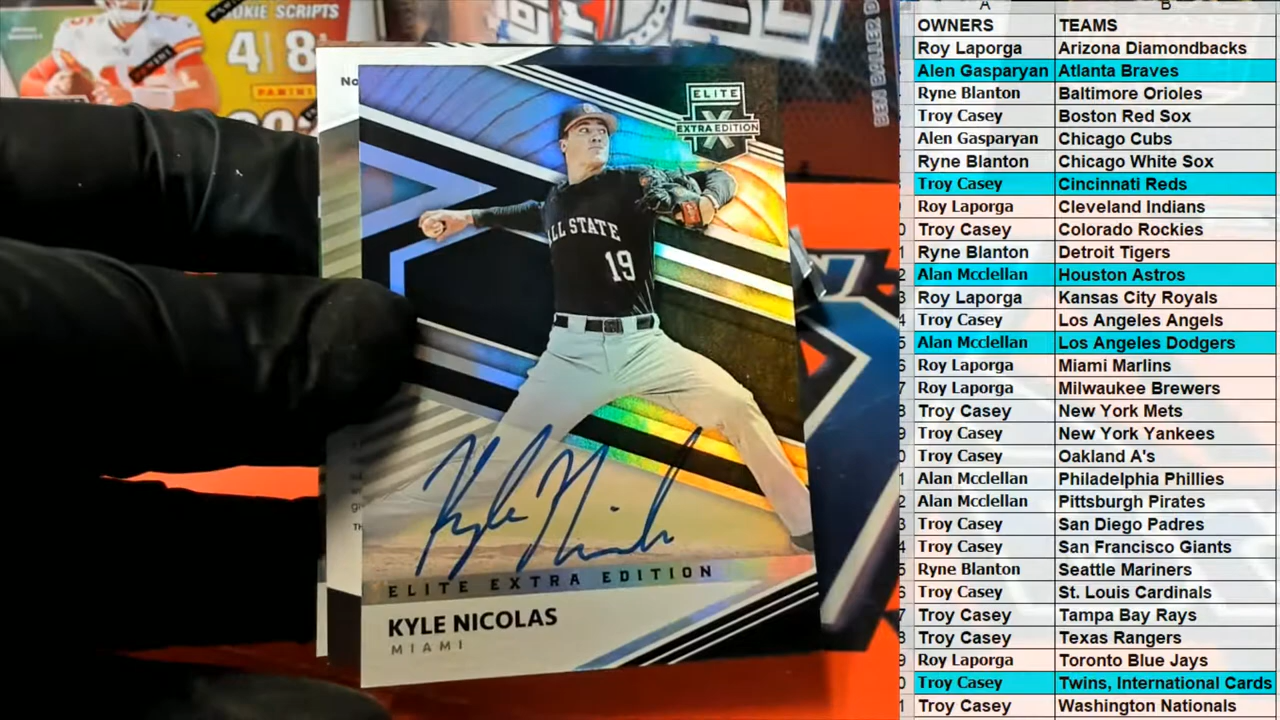 ROOKIE SCRIPTS
4 8
PANINI
PANINI
No
BEN BALLER
ELITE
X
EXTRA EDITION
ALL STATE
19
Kyle Nicolas
ELITE EXTRA EDITION
KYLE NICOLAS
MIAMI
A B
OWNERS TEAMS
Roy Laporga Arizona Diamondbacks
Alen Gasparyan Atlanta Braves
Ryne Blanton Baltimore Orioles
Troy Casey Boston Red Sox
Alen Gasparyan Chicago Cubs
Ryne Blanton Chicago White Sox
Troy Casey Cincinnati Reds
Roy Laporga Cleveland Indians
Troy Casey Colorado Rockies
Ryne Blanton Detroit Tigers
Alan Mcclellan Houston Astros
Roy Laporga Kansas City Royals
Troy Casey Los Angeles Angels
Alan Mcclellan Los Angeles Dodgers
Roy Laporga Miami Marlins
Roy Laporga Milwaukee Brewers
Troy Casey New York Mets
Troy Casey New York Yankees
Troy Casey Oakland A's
Alan Mcclellan Philadelphia Phillies
Alan Mcclellan Pittsburgh Pirates
Troy Casey San Diego Padres
Troy Casey San Francisco Giants
Ryne Blanton Seattle Mariners
Troy Casey St. Louis Cardinals
Troy Casey Tampa Bay Rays
Troy Casey Texas Rangers
Roy Laporga Toronto Blue Jays
Troy Casey Twins, International Cards
Troy Casey Washington Nationals